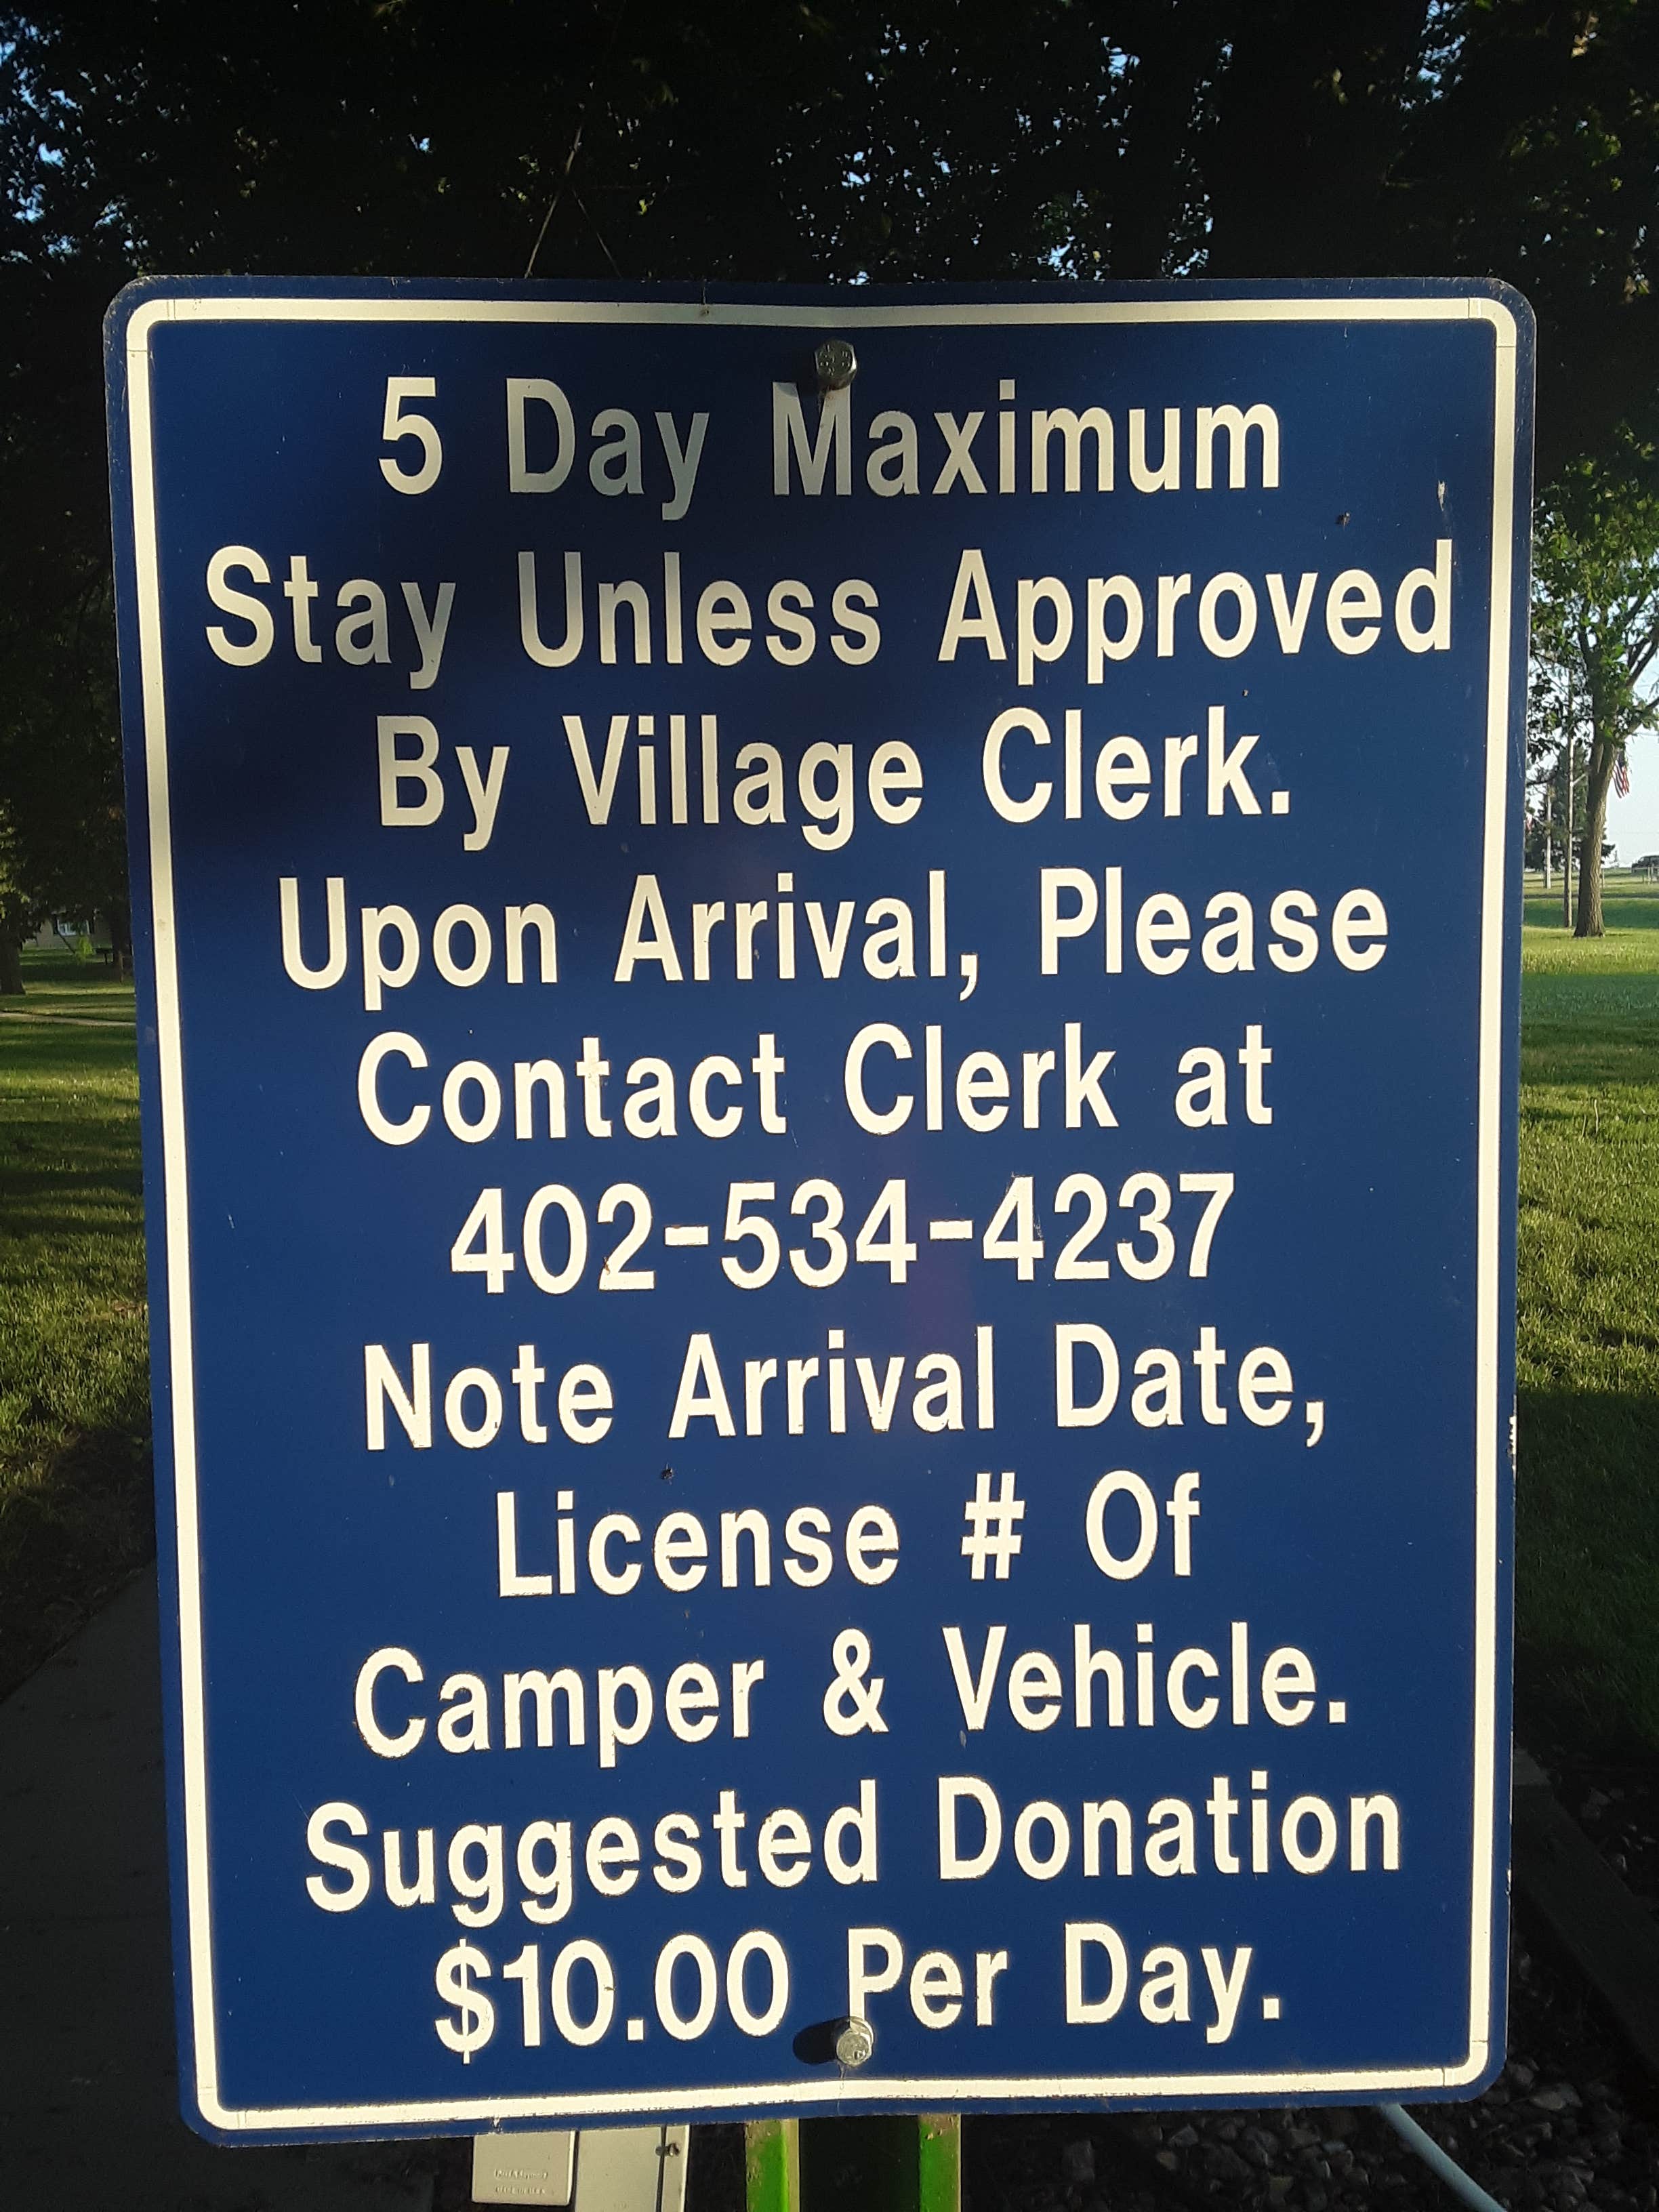 5 Day Maximum
Stay Unless Approved
By Village Clerk.
Upon Arrival, Please
Contact Clerk at
402-534-4237
Note Arrival Date,
License # Of
Camper & Vehicle.
Suggested Donation
$10.00 Per Day.